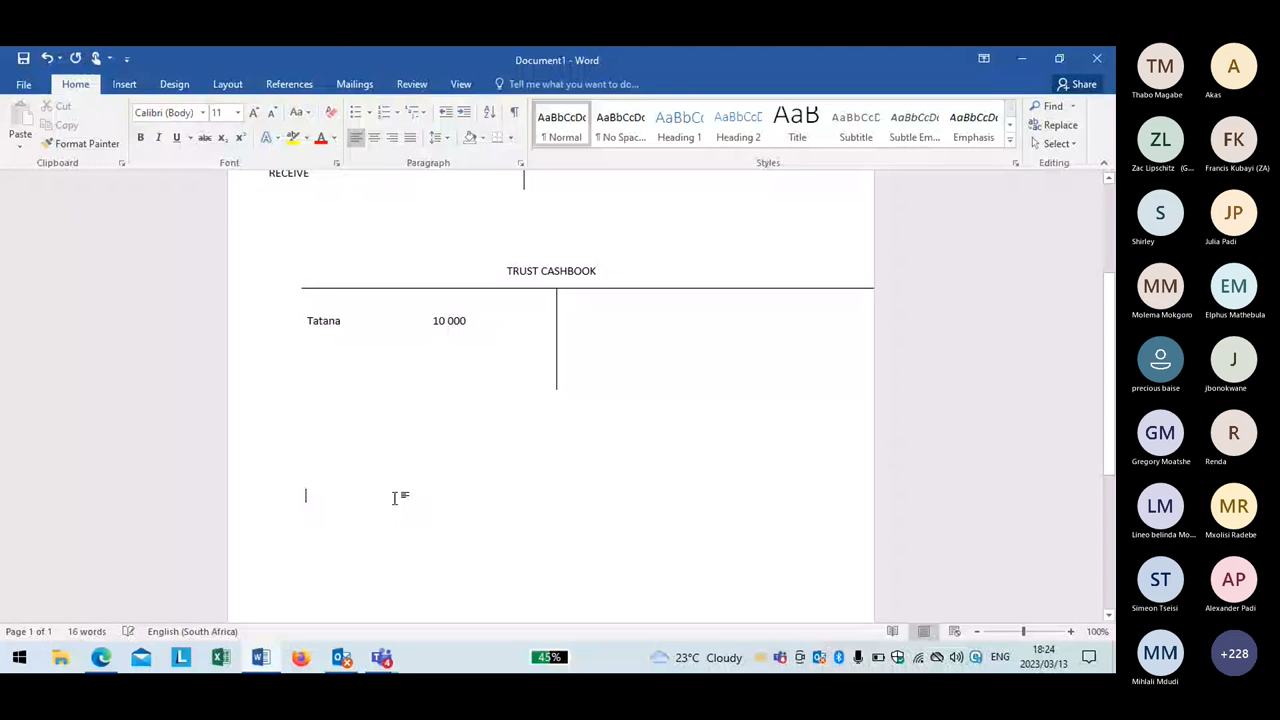 Document1 - Word
File Home Insert Design Layout References Mailings Review View Tell me what you want to do... Share
Paste
Cut
Copy
Format Painter
Clipboard
Calibri (Body) 11
Font
Paragraph
AaBbCcDc AaBbCcDc AaBbCc AaBbCcD AaB AaBbCcD AaBbCcDc AaBbCcDc
¶ Normal ¶ No Spac... Heading 1 Heading 2 Title Subtitle Subtle Em... Emphasis
Styles
Find
Replace
Select
Editing
RECEIVE
TRUST CASHBOOK
Tatana 10 000
Page 1 of 1 16 words English (South Africa) 100%
45%
23°C Cloudy
ENG
18:24
2023/03/13
TM A
Thabo Magabe Akas
ZL FK
Zac Lipschitz (G... Francis Kubayi (ZA)
S JP
Shirley Julia Padi
MM EM
Molema Mokgoro Elphus Mathebula
J
precious baise jbonokwane
GM R
Gregory Moatshe Renda
LM MR
Lineo belinda Mo... Mxolisi Radebe
ST AP
Simeon Tseisi Alexander Padi
MM +228
Mihlali Mdudi